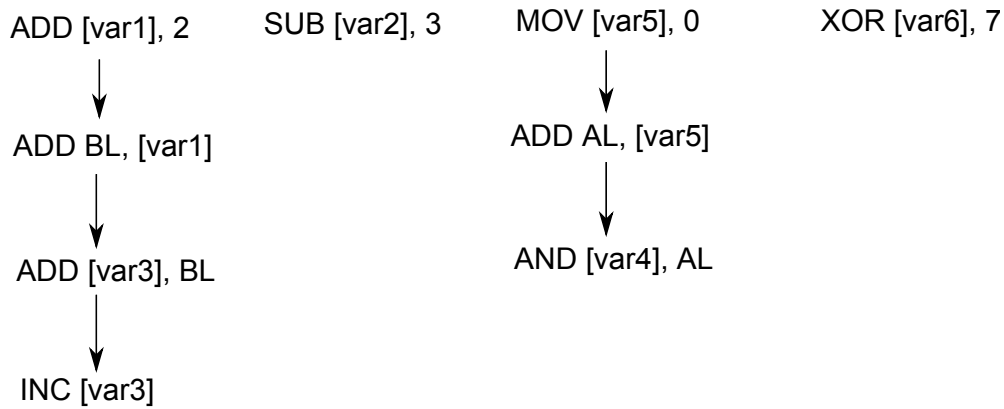 ADD [var1], 2
SUB [var2], 3
MOV [var5], 0
XOR [var6], 7
ADD BL, [var1]
ADD AL, [var5]
ADD [var3], BL
AND [var4], AL
INC [var3]